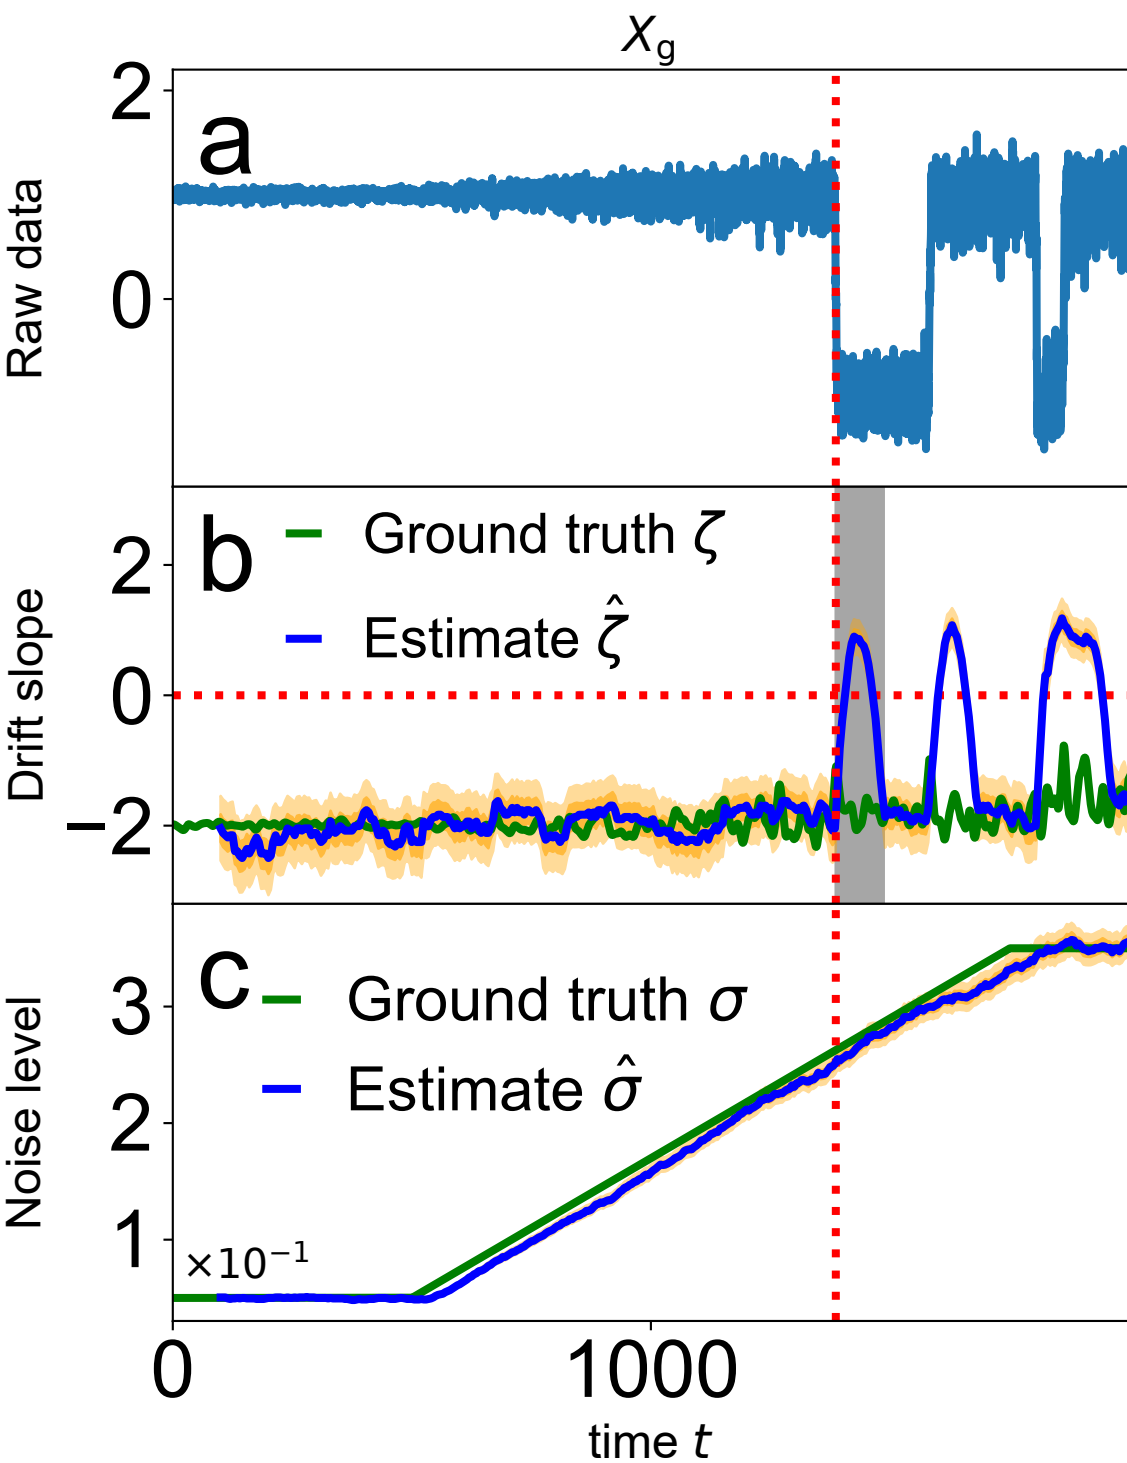 X_g
2
a
0
Raw data
b
Ground truth ζ
Estimate ζ̂
2
0
−2
Drift slope
c
Ground truth σ
Estimate σ̂
3
2
1
×10⁻¹
Noise level
0 1000
time t